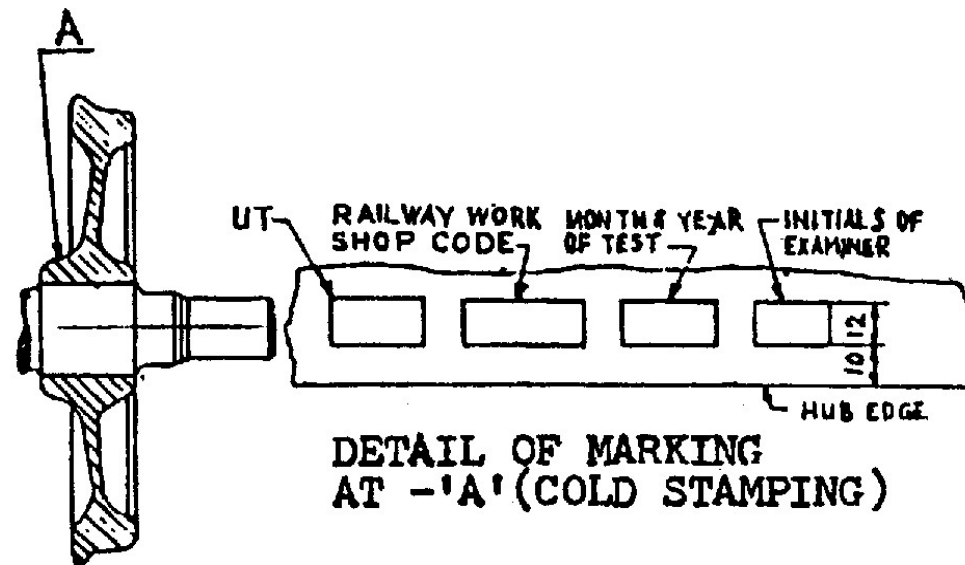 A
UT
RAILWAY WORK
SHOP CODE
MONTH & YEAR
OF TEST
INITIALS OF
EXAMINER
12
10
HUB EDGE
DETAIL OF MARKING
AT -'A' (COLD STAMPING)